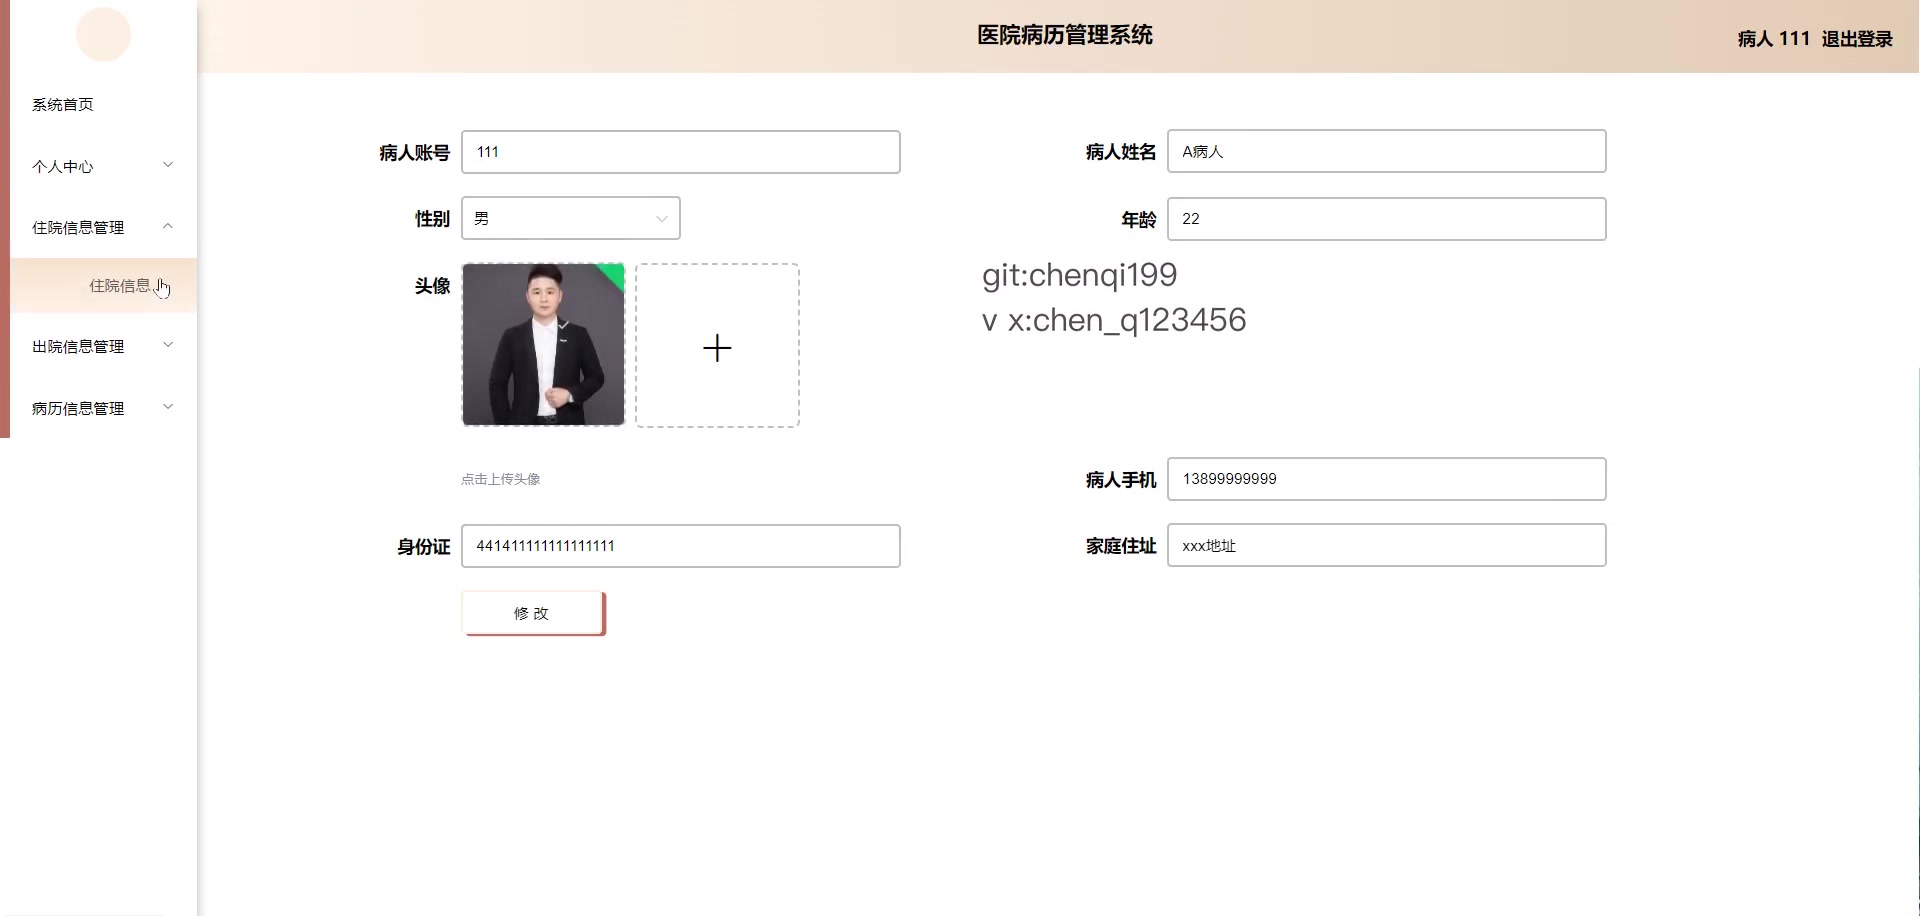 医院病历管理系统
病人 111 退出登录
系统首页
个人中心
住院信息管理
住院信息
出院信息管理
病历信息管理
病人账号 111
病人姓名 A病人
性别 男
年龄 22
头像
git:chenqi199
v x:chen_q123456
点击上传头像
病人手机 13899999999
身份证 441411111111111111
家庭住址 xxx地址
修 改